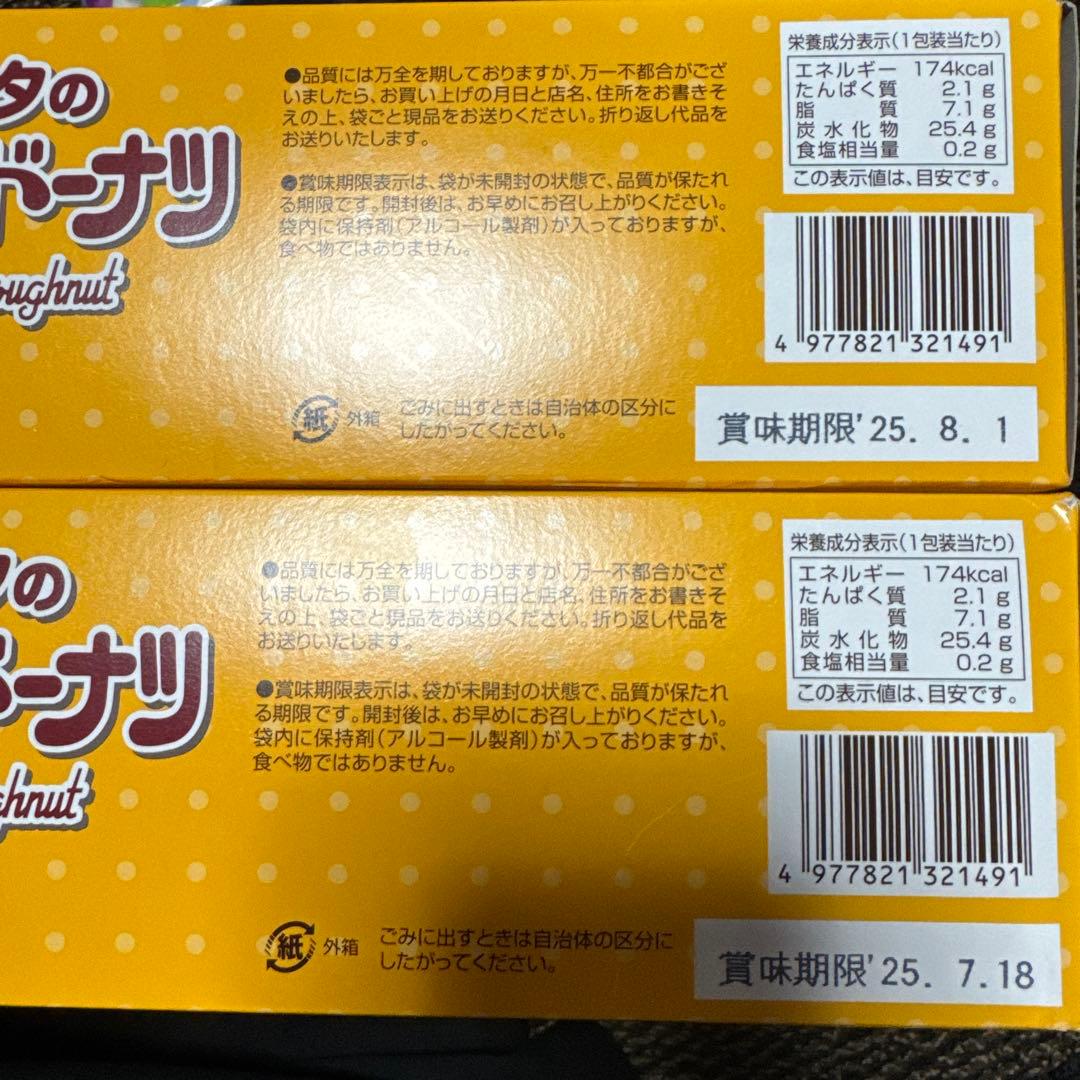 タの
バーナツ
oughnut
●品質には万全を期しておりますが、万一不都合がござ
いましたら、お買い上げの月日と店名、住所をお書きそ
えの上、袋ごと現品をお送りください。折り返し代品を
お送りいたします。
●賞味期限表示は、袋が未開封の状態で、品質が保たれ
る期限です。開封後は、お早めにお召し上がりください。
袋内に保持剤(アルコール製剤)が入っておりますが、
食べ物ではありません。
紙 外箱
ごみに出すときは自治体の区分に
したがってください。
栄養成分表示(1包装当たり)
エネルギー 174kcal
たんぱく質 2.1g
脂質 7.1g
炭水化物 25.4g
食塩相当量 0.2g
この表示値は、目安です。
4 977821 321491
賞味期限'25. 8. 1
タの
バーナツ
ghnut
●品質には万全を期しておりますが、万一不都合がござ
いましたら、お買い上げの月日と店名、住所をお書きそ
えの上、袋ごと現品をお送りください。折り返し代品を
お送りいたします。
●賞味期限表示は、袋が未開封の状態で、品質が保たれ
る期限です。開封後は、お早めにお召し上がりください。
袋内に保持剤(アルコール製剤)が入っておりますが、
食べ物ではありません。
紙 外箱
ごみに出すときは自治体の区分に
したがってください。
栄養成分表示(1包装当たり)
エネルギー 174kcal
たんぱく質 2.1g
脂質 7.1g
炭水化物 25.4g
食塩相当量 0.2g
この表示値は、目安です。
4 977821 321491
賞味期限'25. 7.18